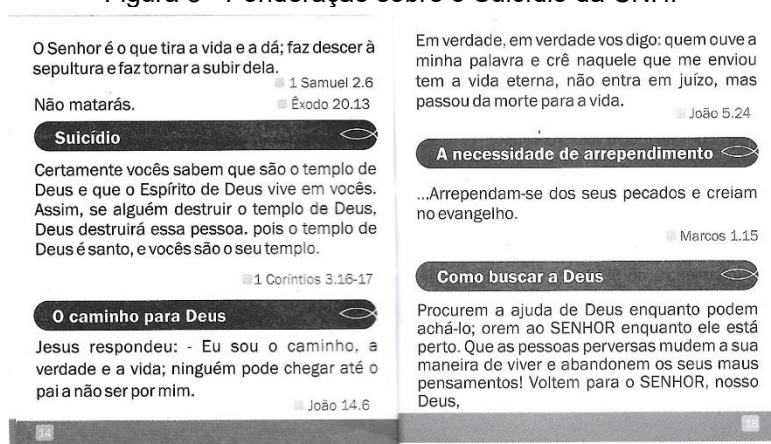 O Senhor é o que tira a vida e a dá; faz descer à
sepultura e faz tornar a subir dela.
1 Samuel 2.6
Não matarás.
Êxodo 20.13
Suicídio
Certamente vocês sabem que são o templo de
Deus e que o Espírito de Deus vive em vocês.
Assim, se alguém destruir o templo de Deus,
Deus destruirá essa pessoa. pois o templo de
Deus é santo, e vocês são o seu templo.
1 Coríntios 3.16-17
O caminho para Deus
Jesus respondeu: - Eu sou o caminho, a
verdade e a vida; ninguém pode chegar até o
pai a não ser por mim.
João 14.6
14
Em verdade, em verdade vos digo: quem ouve a
minha palavra e crê naquele que me enviou
tem a vida eterna, não entra em juízo, mas
passou da morte para a vida.
João 5.24
A necessidade de arrependimento
...Arrependam-se dos seus pecados e creiam
no evangelho.
Marcos 1.15
Como buscar a Deus
Procurem a ajuda de Deus enquanto podem
achá-lo; orem ao SENHOR enquanto ele está
perto. Que as pessoas perversas mudem a sua
maneira de viver e abandonem os seus maus
pensamentos! Voltem para o SENHOR, nosso
Deus,